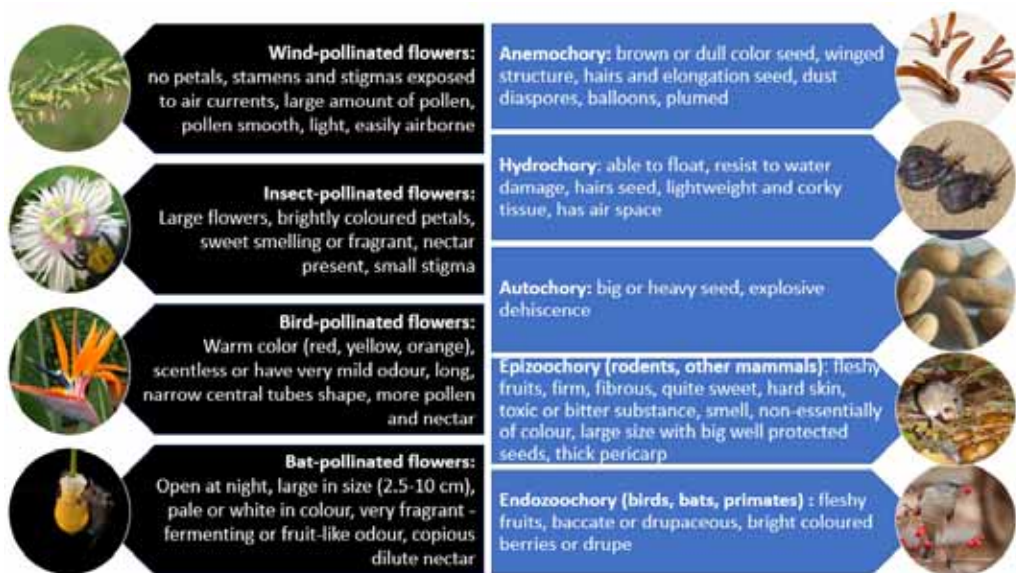 Wind-pollinated flowers:
no petals, stamens and stigmas exposed
to air currents, large amount of pollen,
pollen smooth, light, easily airborne
Insect-pollinated flowers:
Large flowers, brightly coloured petals,
sweet smelling or fragrant, nectar
present, small stigma
Bird-pollinated flowers:
Warm color (red, yellow, orange),
scentless or have very mild odour, long,
narrow central tubes shape, more pollen
and nectar
Bat-pollinated flowers:
Open at night, large in size (2.5-10 cm),
pale or white in colour, very fragrant -
fermenting or fruit-like odour, copious
dilute nectar
Anemochory: brown or dull color seed, winged
structure, hairs and elongation seed, dust
diaspores, balloons, plumed
Hydrochory: able to float, resist to water
damage, hairs seed, lightweight and corky
tissue, has air space
Autochory: big or heavy seed, explosive
dehiscence
Epizoochory (rodents, other mammals): fleshy
fruits, firm, fibrous, quite sweet, hard skin,
toxic or bitter substance, smell, non-essentially
of colour, large size with big well protected
seeds, thick pericarp
Endozoochory (birds, bats, primates) : fleshy
fruits, baccate or drupaceous, bright coloured
berries or drupe